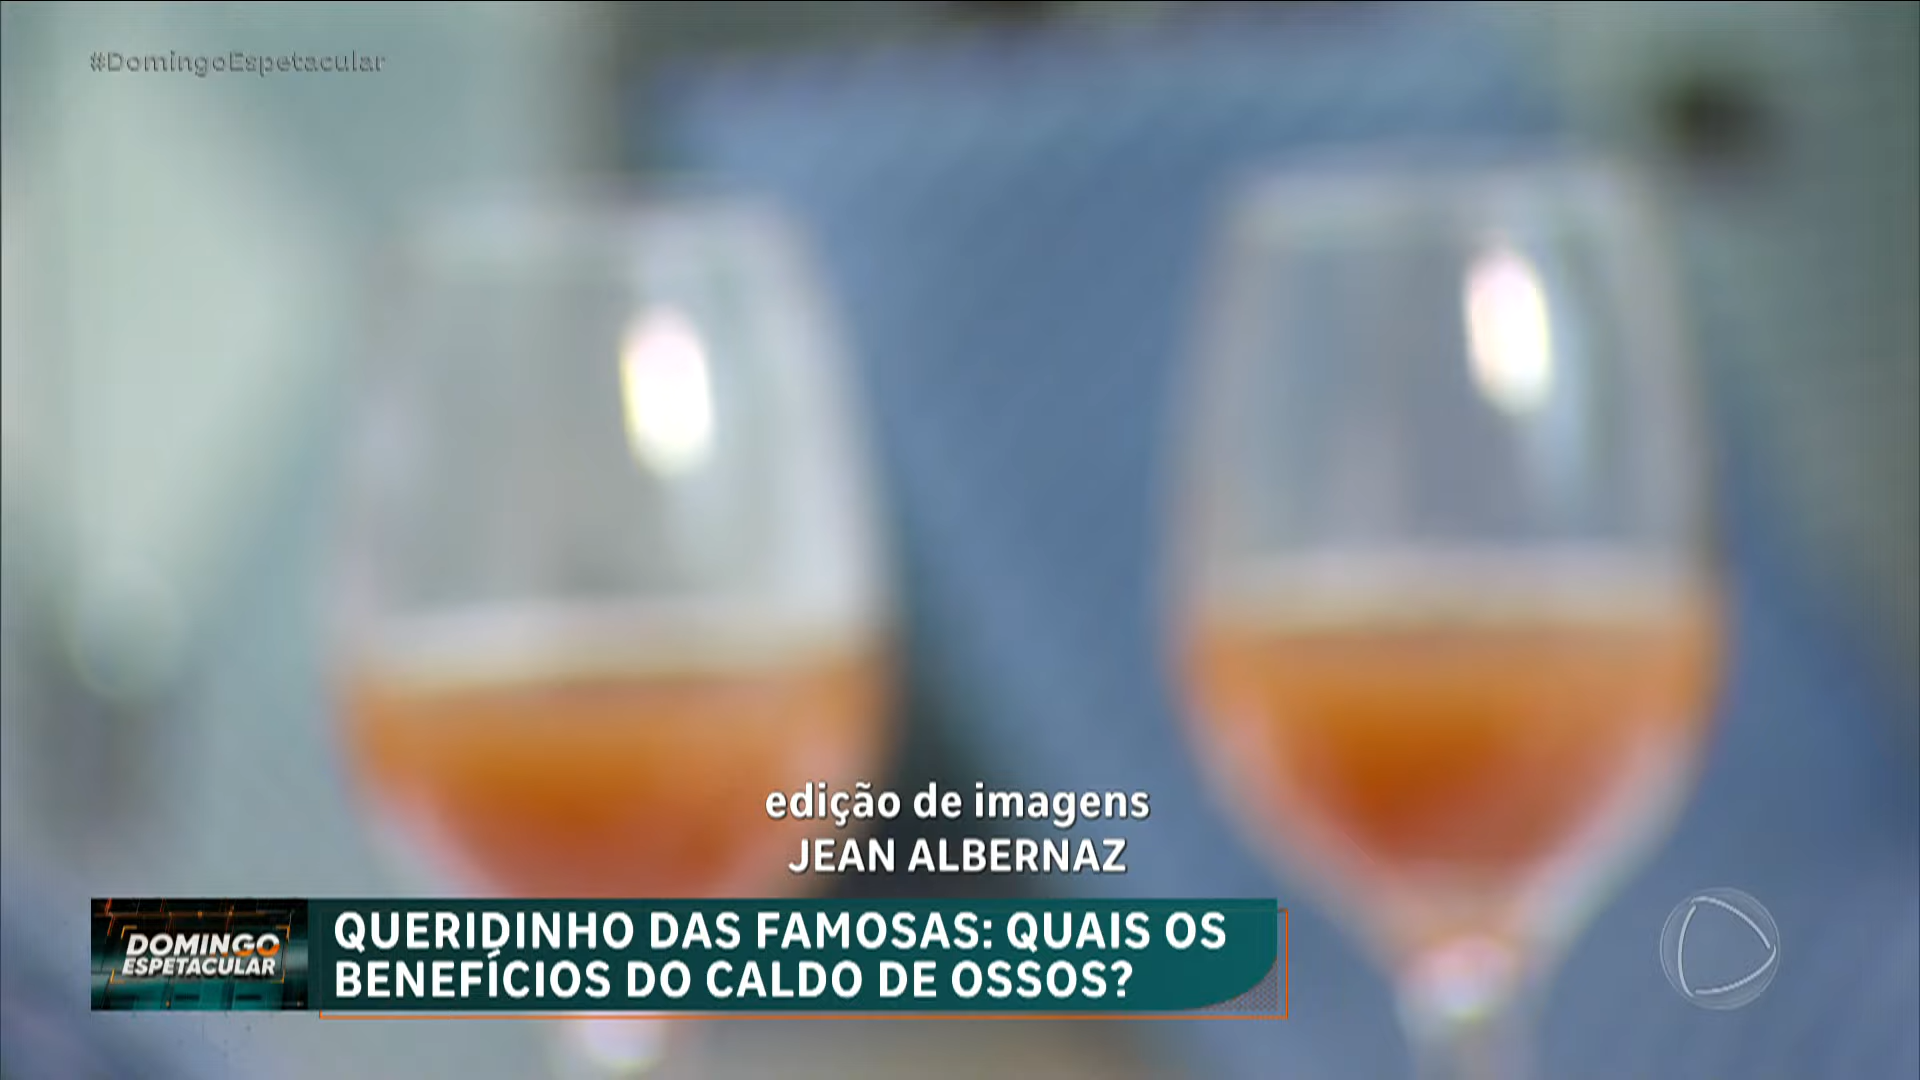 #DomingoEspetacular
edição de imagens
JEAN ALBERNAZ
DOMINGO
ESPETACULAR
QUERIDINHO DAS FAMOSAS: QUAIS OS
BENEFÍCIOS DO CALDO DE OSSOS?